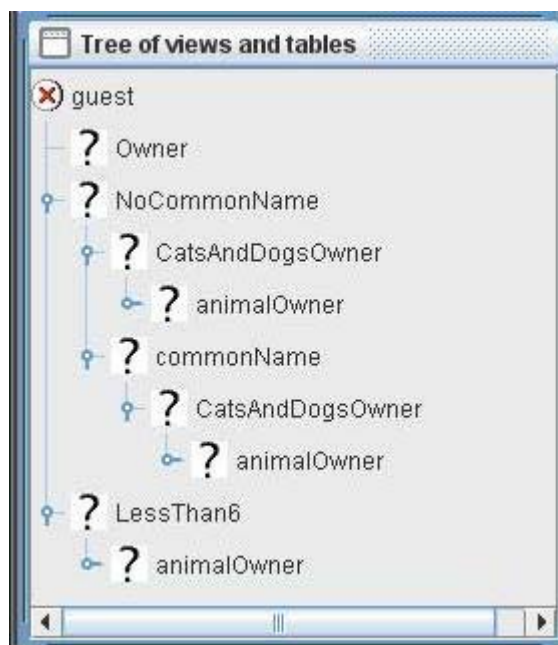 Tree of views and tables
guest
? Owner
? NoCommonName
? CatsAndDogsOwner
? animalOwner
? commonName
? CatsAndDogsOwner
? animalOwner
? LessThan6
? animalOwner